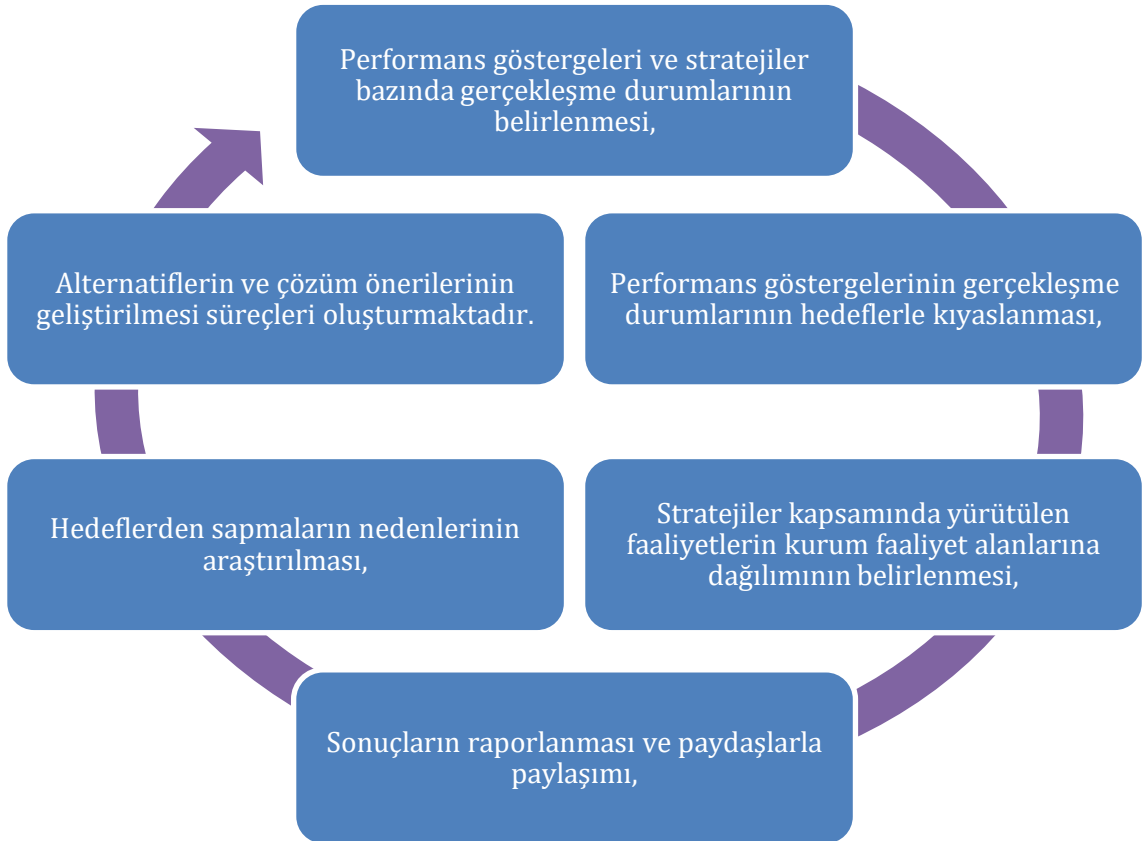 Performans göstergeleri ve stratejiler
bazında gerçekleşme durumlarının
belirlenmesi,
Performans göstergelerinin gerçekleşme
durumlarının hedeflerle kıyaslanması,
Stratejiler kapsamında yürütülen
faaliyetlerin kurum faaliyet alanlarına
dağılımının belirlenmesi,
Sonuçların raporlanması ve paydaşlarla
paylaşımı,
Hedeflerden sapmaların nedenlerinin
araştırılması,
Alternatiflerin ve çözüm önerilerinin
geliştirilmesi süreçleri oluşturmaktadır.